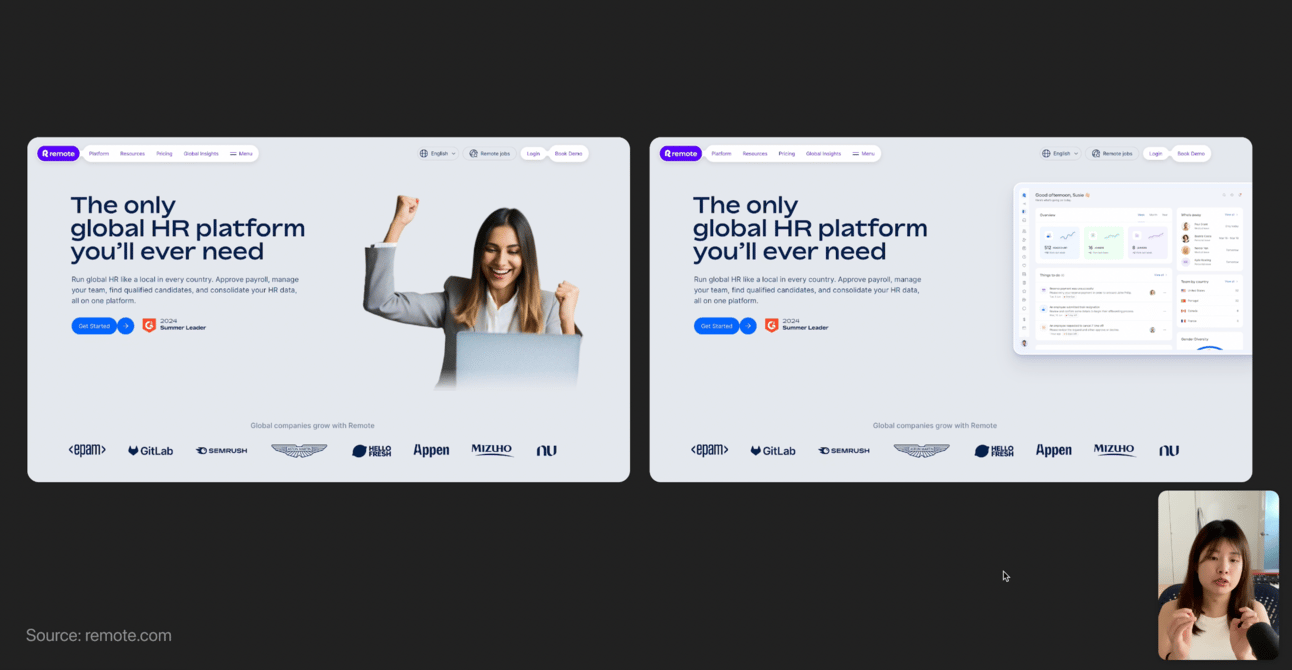 remote Platform Resources Pricing Global Insights Menu English Remote jobs Login Book Demo
The only
global HR platform
you'll ever need
Run global HR like a local in every country. Approve payroll, manage
your team, find qualified candidates, and consolidate your HR data,
all on one platform.
Get Started
2024
Summer Leader
Global companies grow with Remote
<epam> GitLab SEMRUSH HELLO FRESH Appen MIZUHO nu
remote Platform Resources Pricing Global Insights Menu English Remote jobs Login Book Demo
The only
global HR platform
you'll ever need
Run global HR like a local in every country. Approve payroll, manage
your team, find qualified candidates, and consolidate your HR data,
all on one platform.
Get Started
2024
Summer Leader
Good afternoon, Susie
Overview
Things to do
Team by country
Gender Diversity
Global companies grow with Remote
<epam> GitLab SEMRUSH HELLO FRESH Appen MIZUHO nu
Source: remote.com